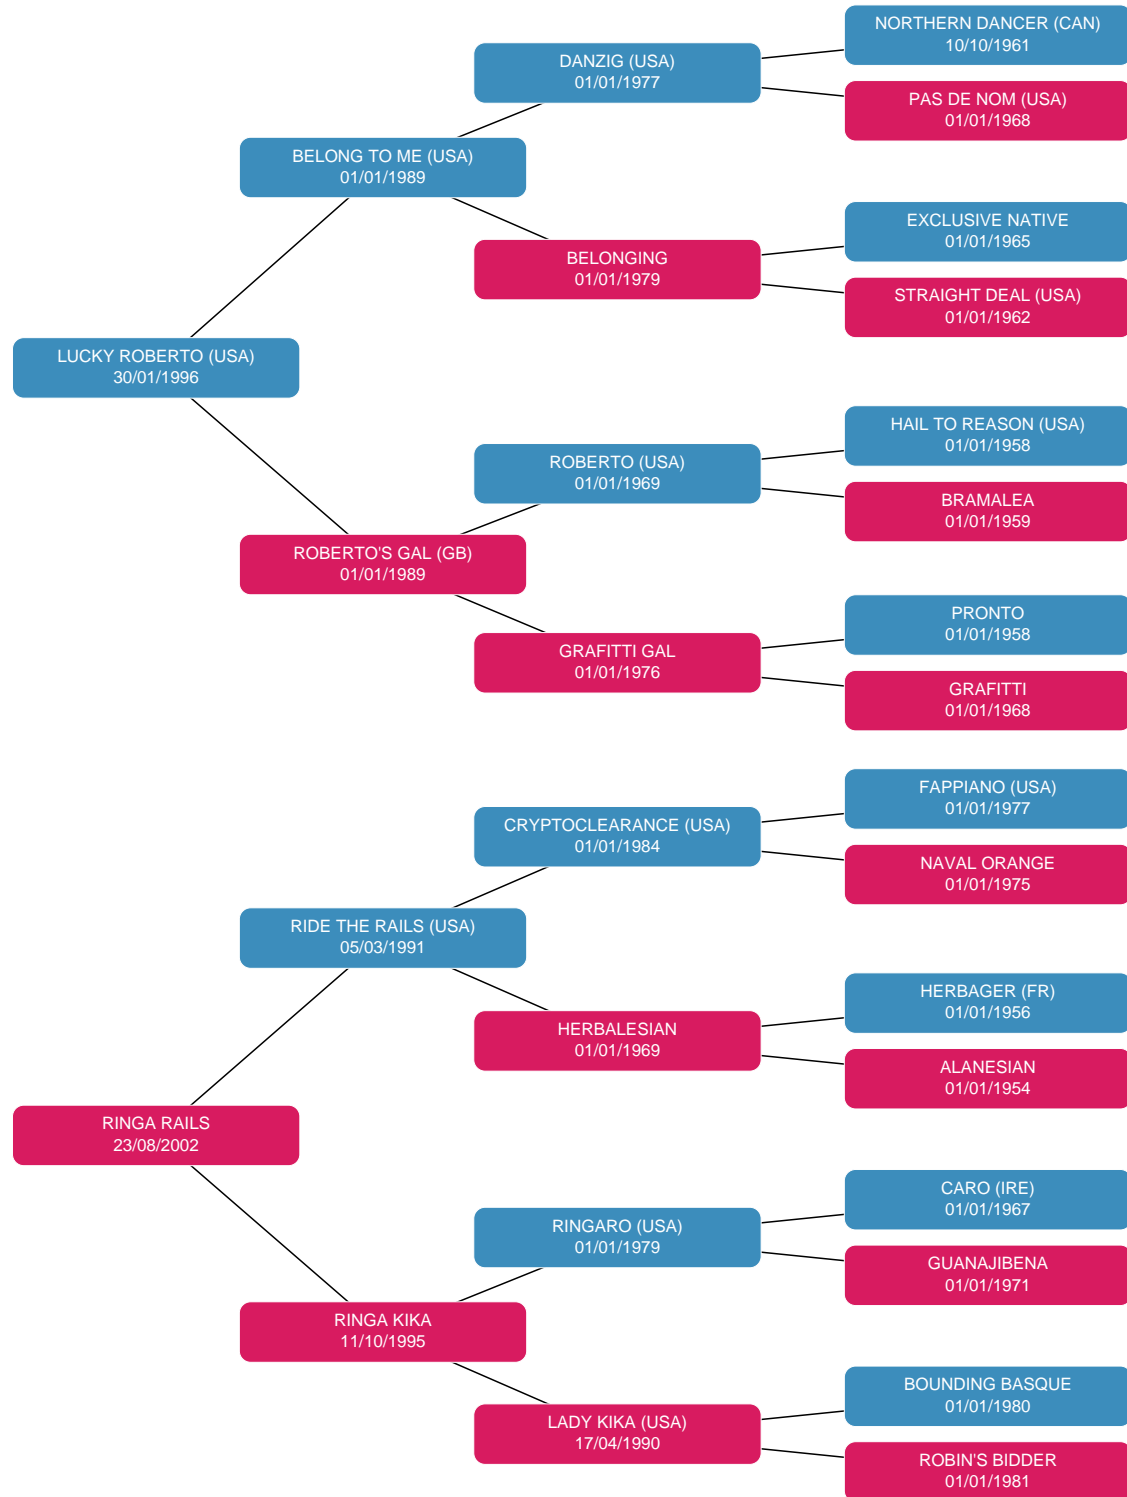 NORTHERN DANCER (CAN)
10/10/1961
DANZIG (USA)
01/01/1977
PAS DE NOM (USA)
01/01/1968
BELONG TO ME (USA)
01/01/1989
EXCLUSIVE NATIVE
01/01/1965
BELONGING
01/01/1979
STRAIGHT DEAL (USA)
01/01/1962
LUCKY ROBERTO (USA)
30/01/1996
HAIL TO REASON (USA)
01/01/1958
ROBERTO (USA)
01/01/1969
BRAMALEA
01/01/1959
ROBERTO'S GAL (GB)
01/01/1989
PRONTO
01/01/1958
GRAFITTI GAL
01/01/1976
GRAFITTI
01/01/1968
FAPPIANO (USA)
01/01/1977
CRYPTOCLEARANCE (USA)
01/01/1984
NAVAL ORANGE
01/01/1975
RIDE THE RAILS (USA)
05/03/1991
HERBAGER (FR)
01/01/1956
HERBALESIAN
01/01/1969
ALANESIAN
01/01/1954
RINGA RAILS
23/08/2002
CARO (IRE)
01/01/1967
RINGARO (USA)
01/01/1979
GUANAJIBENA
01/01/1971
RINGA KIKA
11/10/1995
BOUNDING BASQUE
01/01/1980
LADY KIKA (USA)
17/04/1990
ROBIN'S BIDDER
01/01/1981